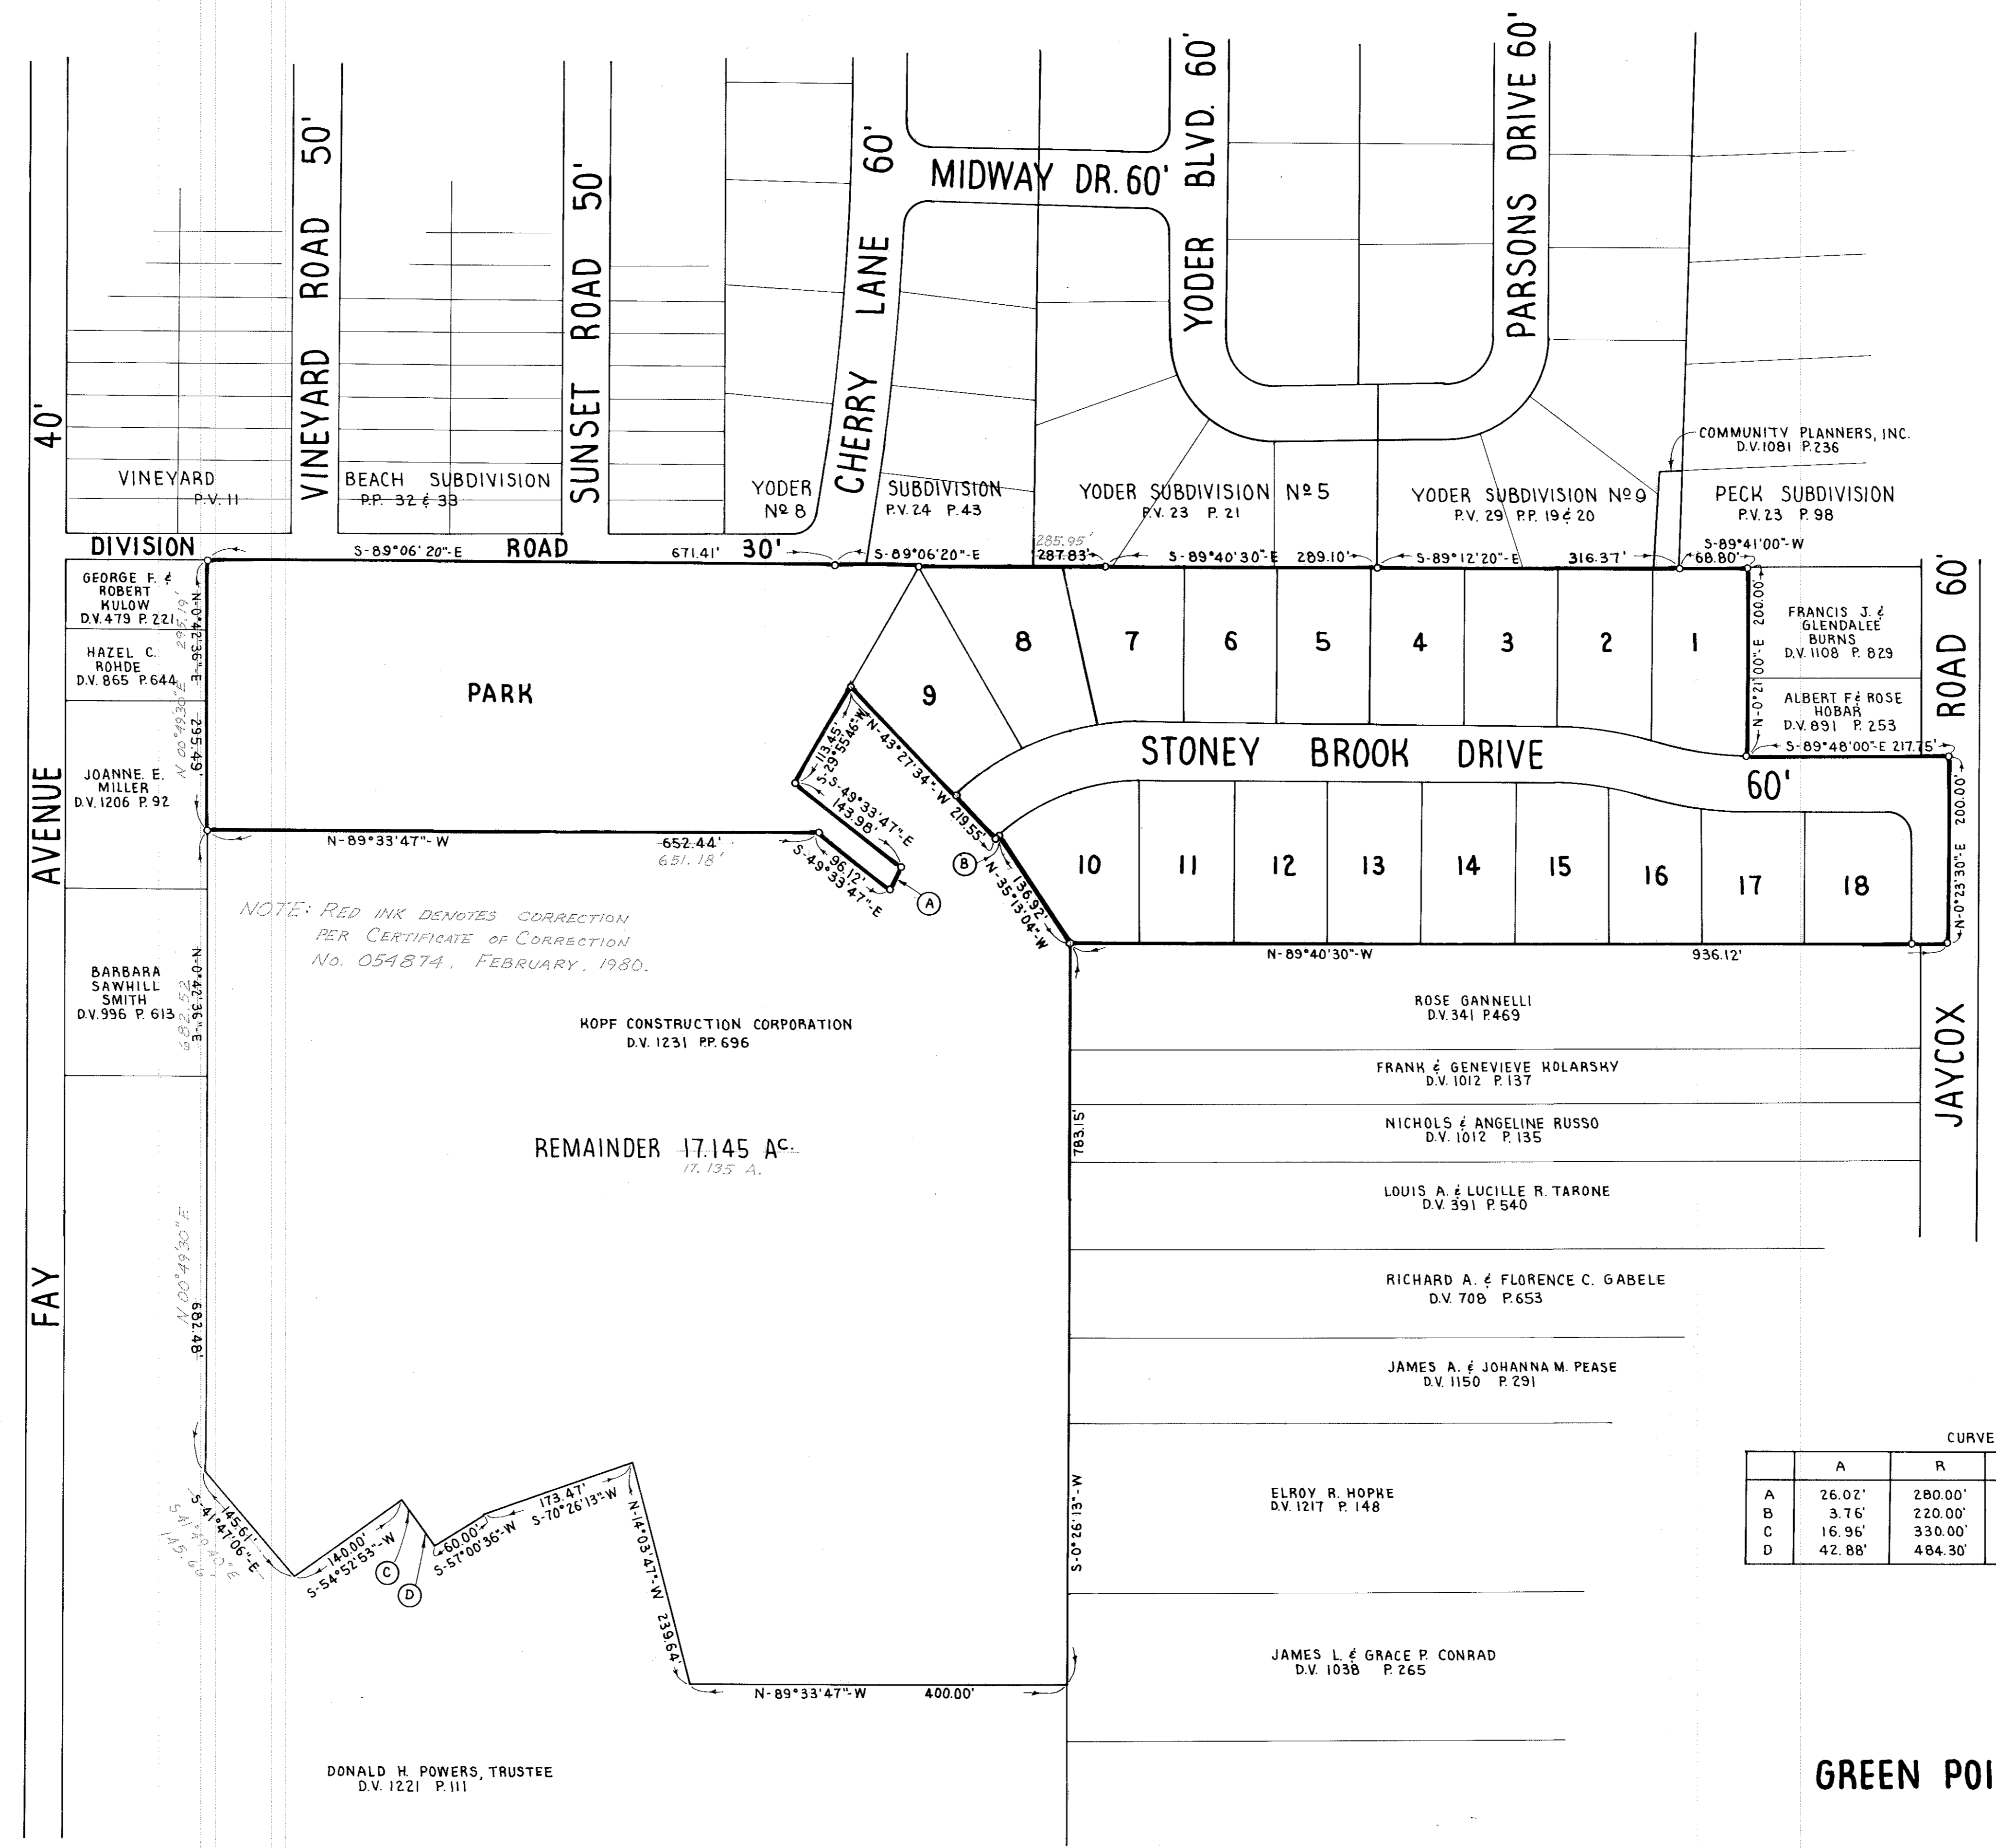 VINEYARD ROAD 50'
SUNSET ROAD 50'
CHERRY LANE 60'
MIDWAY DR. 60'
YODER BLVD. 60'
PARSONS DRIVE 60'
COMMUNITY PLANNERS, INC.
D.V. 1081 P. 236
VINEYARD
P.V. 11
BEACH SUBDIVISION
P.P. 32 & 33
YODER
Nº 8
SUBDIVISION
P.V. 24 P. 43
YODER SUBDIVISION Nº 5
P.V. 23 P. 21
YODER SUBDIVISION Nº 9
P.V. 29 P.P. 19 & 20
PECK SUBDIVISION
P.V. 23 P. 98
DIVISION ROAD 30'
S-89°06'20"-E 671.41'
S-89°06'20"-E
285.95'
287.83'
S-89°40'30"-E 289.10'
S-89°12'20"-E 316.37'
S-89°41'00"-W
68.80'
FAY AVENUE 40'
GEORGE F. &
ROBERT
KULOW
D.V. 479 P. 221
HAZEL C.
ROHDE
D.V. 865 P. 644
JOANNE. E.
MILLER
D.V. 1206 P. 92
BARBARA
SAWHILL
SMITH
D.V. 996 P. 613
N-0°42'36"-E 295.49'
N 00°49'30"E 295.19'
PARK
9
8
7
6
5
4
3
2
1
N-0°21'00"-E 200.00'
FRANCIS J. &
GLENDALEE
BURNS
D.V. 1108 P. 829
ALBERT F & ROSE
HOBAR
D.V. 891 P. 253
S-89°48'00"-E 217.75'
JAYCOX ROAD 60'
STONEY BROOK DRIVE
60'
113.45'
S-29°55'46"-W
N-43°27'34"-W 219.55'
S-49°33'47"-E
143.98'
96.12'
S-49°33'47"-E
A
B
136.92'
N-35°13'04"-W
N-89°33'47"-W
652.44'
651.18'
10
11
12
13
14
15
16
17
18
N-0°23'30"-E 200.00'
N-89°40'30"-W 936.12'
NOTE: RED INK DENOTES CORRECTION
PER CERTIFICATE OF CORRECTION
No. 054874, FEBRUARY, 1980.
N-0°42'36"-E 682.48'
682.52
N 00°49'30"E
KOPF CONSTRUCTION CORPORATION
D.V. 1231 P.P. 696
REMAINDER 17.145 Ac.
17.135 A.
783.15'
S-0°26'13"-W
ROSE GANNELLI
D.V. 341 P. 469
FRANK & GENEVIEVE KOLARSKY
D.V. 1012 P. 137
NICHOLS & ANGELINE RUSSO
D.V. 1012 P. 135
LOUIS A. & LUCILLE R. TARONE
D.V. 391 P. 540
RICHARD A. & FLORENCE C. GABELE
D.V. 708 P. 653
JAMES A. & JOHANNA M. PEASE
D.V. 1150 P. 291
ELROY R. HOPKE
D.V. 1217 P. 148
JAMES L. & GRACE P. CONRAD
D.V. 1038 P. 265
145.61'
S-41°47'06"-E
140.00'
S-54°52'53"-W
C
D
60.00'
S-57°00'36"-W
173.47'
S-70°26'13"-W
N-14°03'47"-W 239.64'
N-89°33'47"-W 400.00'
DONALD H. POWERS, TRUSTEE
D.V. 1221 P. 111
CURVE
A R
A 26.02' 280.00'
B 3.76' 220.00'
C 16.96' 330.00'
D 42.88' 484.30'
GREEN POI